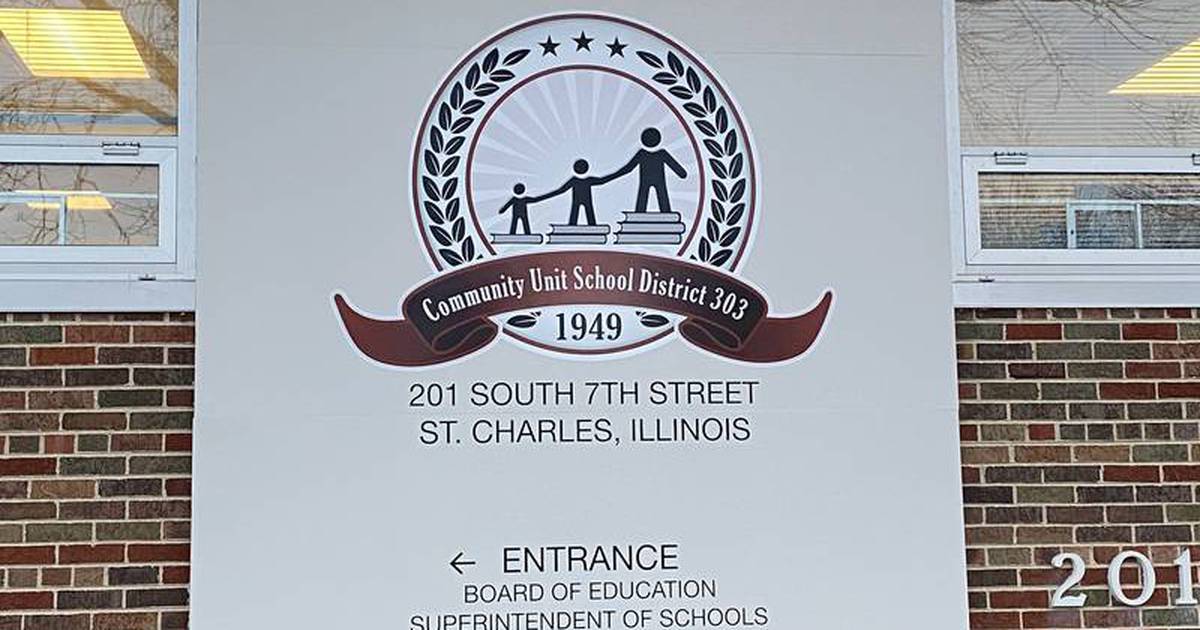 Community Unit School District 303
1949
201 SOUTH 7TH STREET
ST. CHARLES, ILLINOIS
← ENTRANCE
BOARD OF EDUCATION
SUPERINTENDENT OF SCHOOLS
201